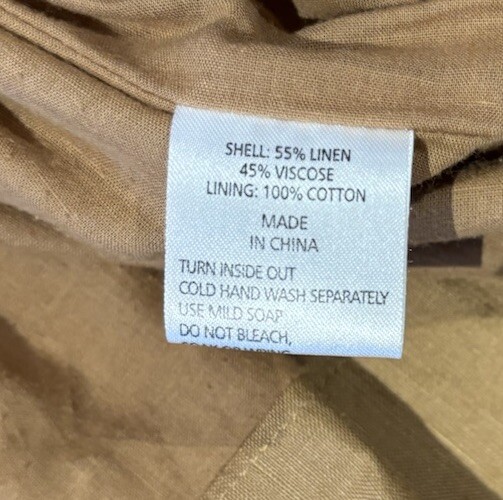 SHELL: 55% LINEN
45% VISCOSE
LINING: 100% COTTON
MADE
IN CHINA
TURN INSIDE OUT
COLD HAND WASH SEPARATELY
USE MILD SOAP
DO NOT BLEACH,